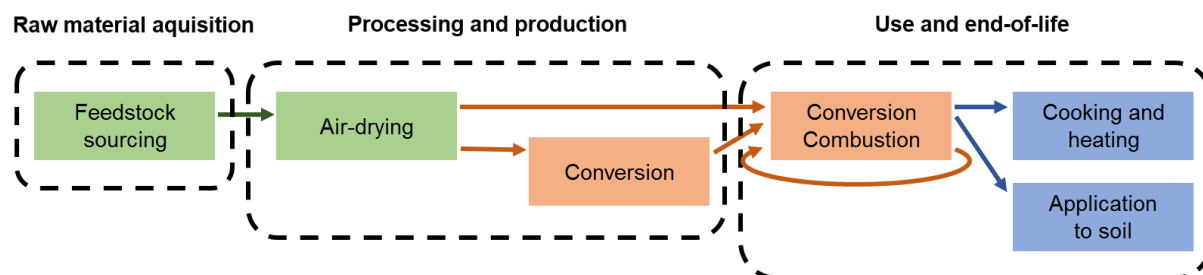 Raw material aquisition
Processing and production
Use and end-of-life
Feedstock
sourcing
Air-drying
Conversion
Conversion
Combustion
Cooking and
heating
Application
to soil